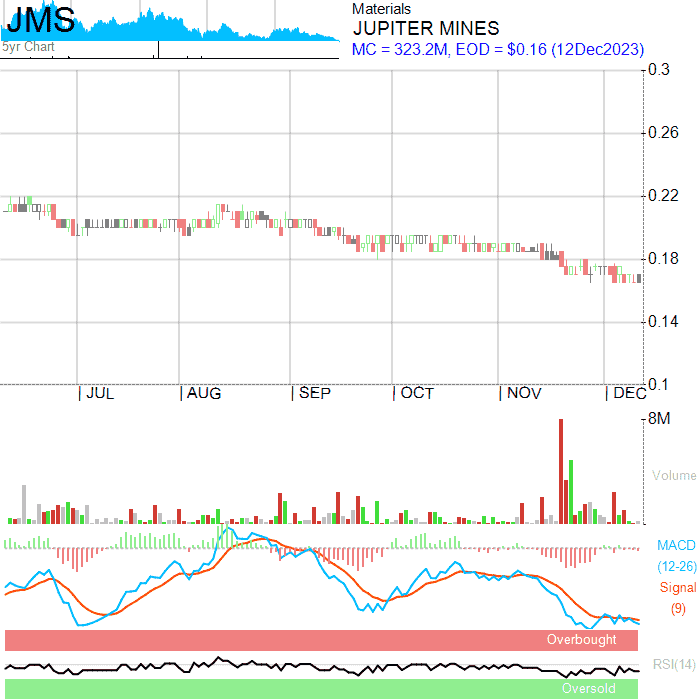 JMS
5yr Chart
Materials
JUPITER MINES
MC = 323.2M, EOD = $0.16 (12Dec2023)
0.3
0.26
0.22
0.18
0.14
0.1
JUL AUG SEP OCT NOV DEC
8M
Volume
MACD
(12-26)
Signal
(9)
Overbought
RSI(14)
Oversold